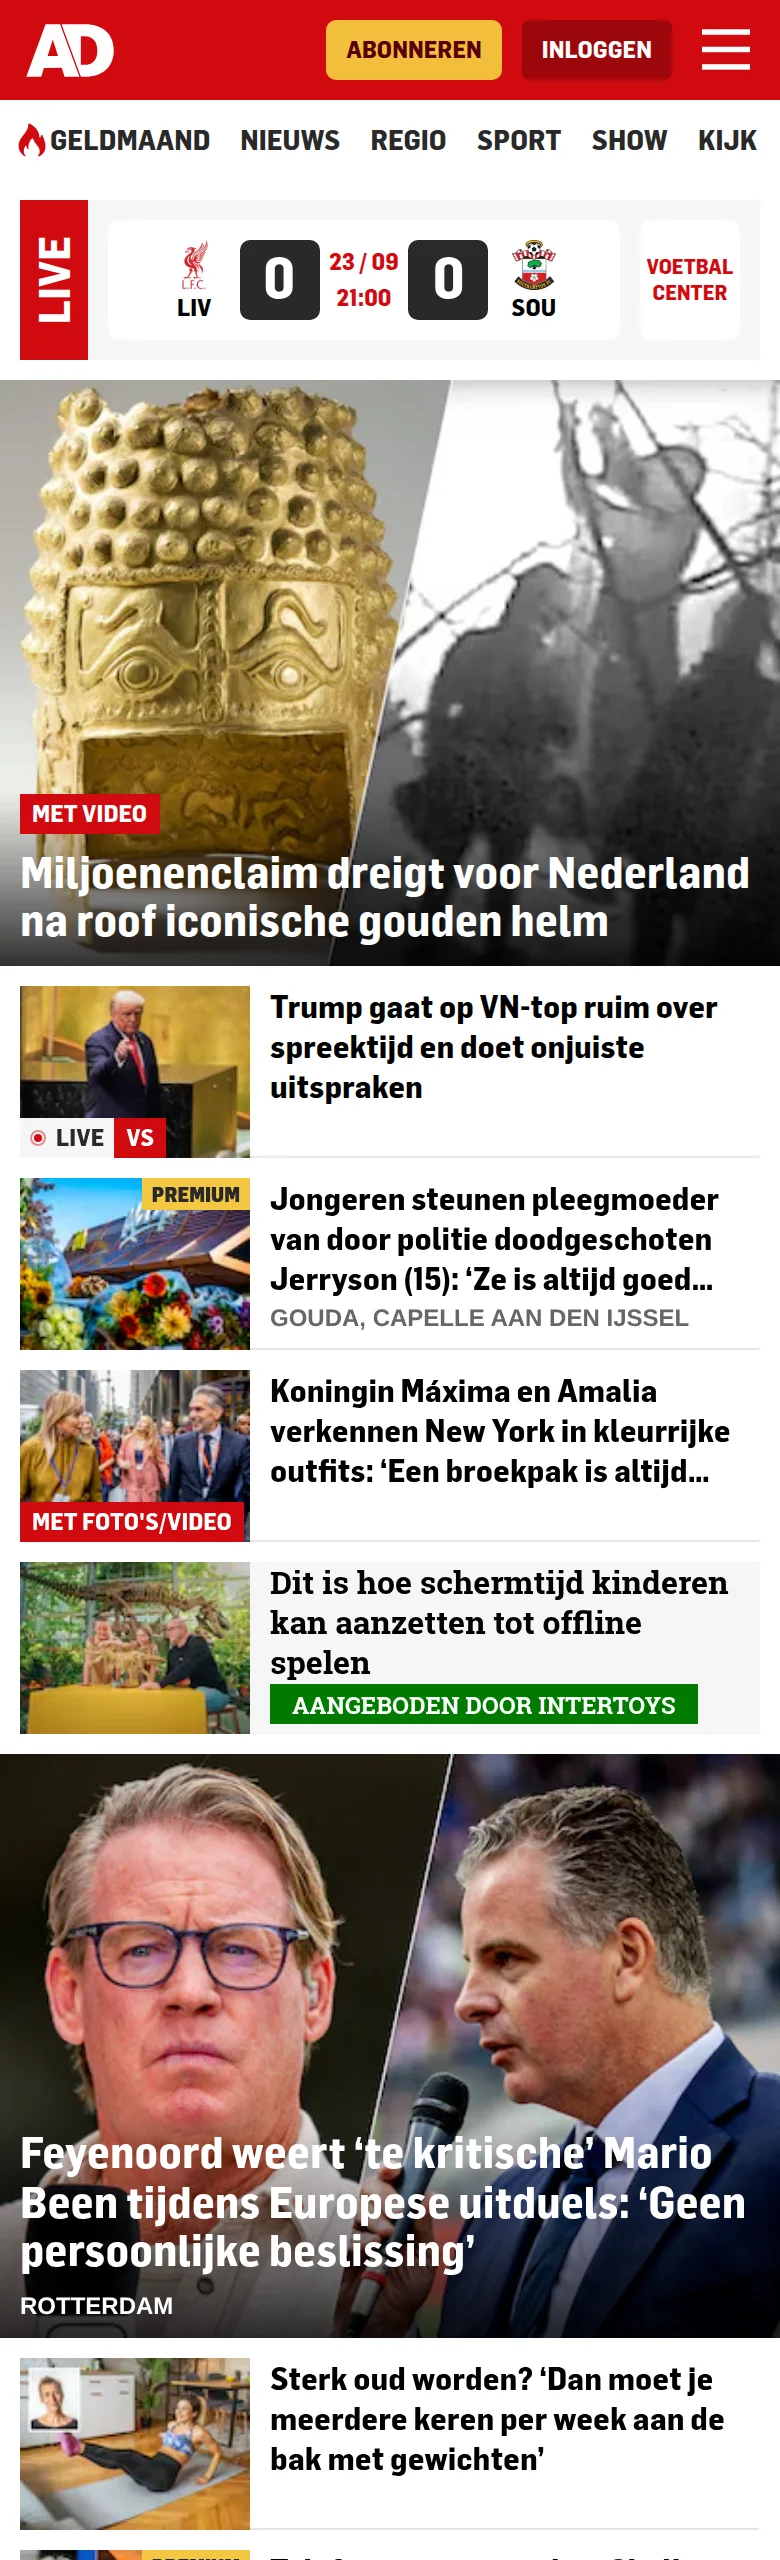 AD
ABONNEREN
INLOGGEN
GELDMAAND NIEUWS REGIO SPORT SHOW KIJK
LIVE
L.F.C.
LIV
0
23 / 09
21:00
0
SOU
VOETBAL
CENTER
MET VIDEO
Miljoenenclaim dreigt voor Nederland
na roof iconische gouden helm
Trump gaat op VN-top ruim over
spreektijd en doet onjuiste
uitspraken
LIVE VS
PREMIUM
Jongeren steunen pleegmoeder
van door politie doodgeschoten
Jerryson (15): ‘Ze is altijd goed...
GOUDA, CAPELLE AAN DEN IJSSEL
Koningin Máxima en Amalia
verkennen New York in kleurrijke
outfits: ‘Een broekpak is altijd...
MET FOTO'S/VIDEO
Dit is hoe schermtijd kinderen
kan aanzetten tot offline
spelen
AANGEBODEN DOOR INTERTOYS
Feyenoord weert ‘te kritische’ Mario
Been tijdens Europese uitduels: ‘Geen
persoonlijke beslissing’
ROTTERDAM
Sterk oud worden? ‘Dan moet je
meerdere keren per week aan de
bak met gewichten’